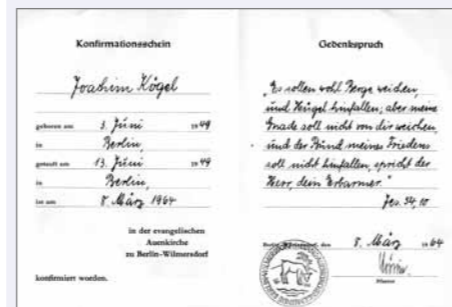 Konfirmationsschein
Joachim Kögel
geboren am 3. Juni 1949
in Berlin,
getauft am 13. Juni 1949
in Berlin,
ist am 8. März 1964
in der evangelischen
Auenkirche
zu Berlin-Wilmersdorf
konfirmiert worden.
Gedenkspruch
„Es sollen wohl Berge weichen,
und Hügel hinfallen; aber meine
Gnade soll nicht von dir weichen,
und der Bund meines Friedens
soll nicht hinfallen, spricht der
Herr, dein Erbarmer."
Jes. 54, 10
Berlin-Wilmersdorf, den 8. März 1964
Pfarrer